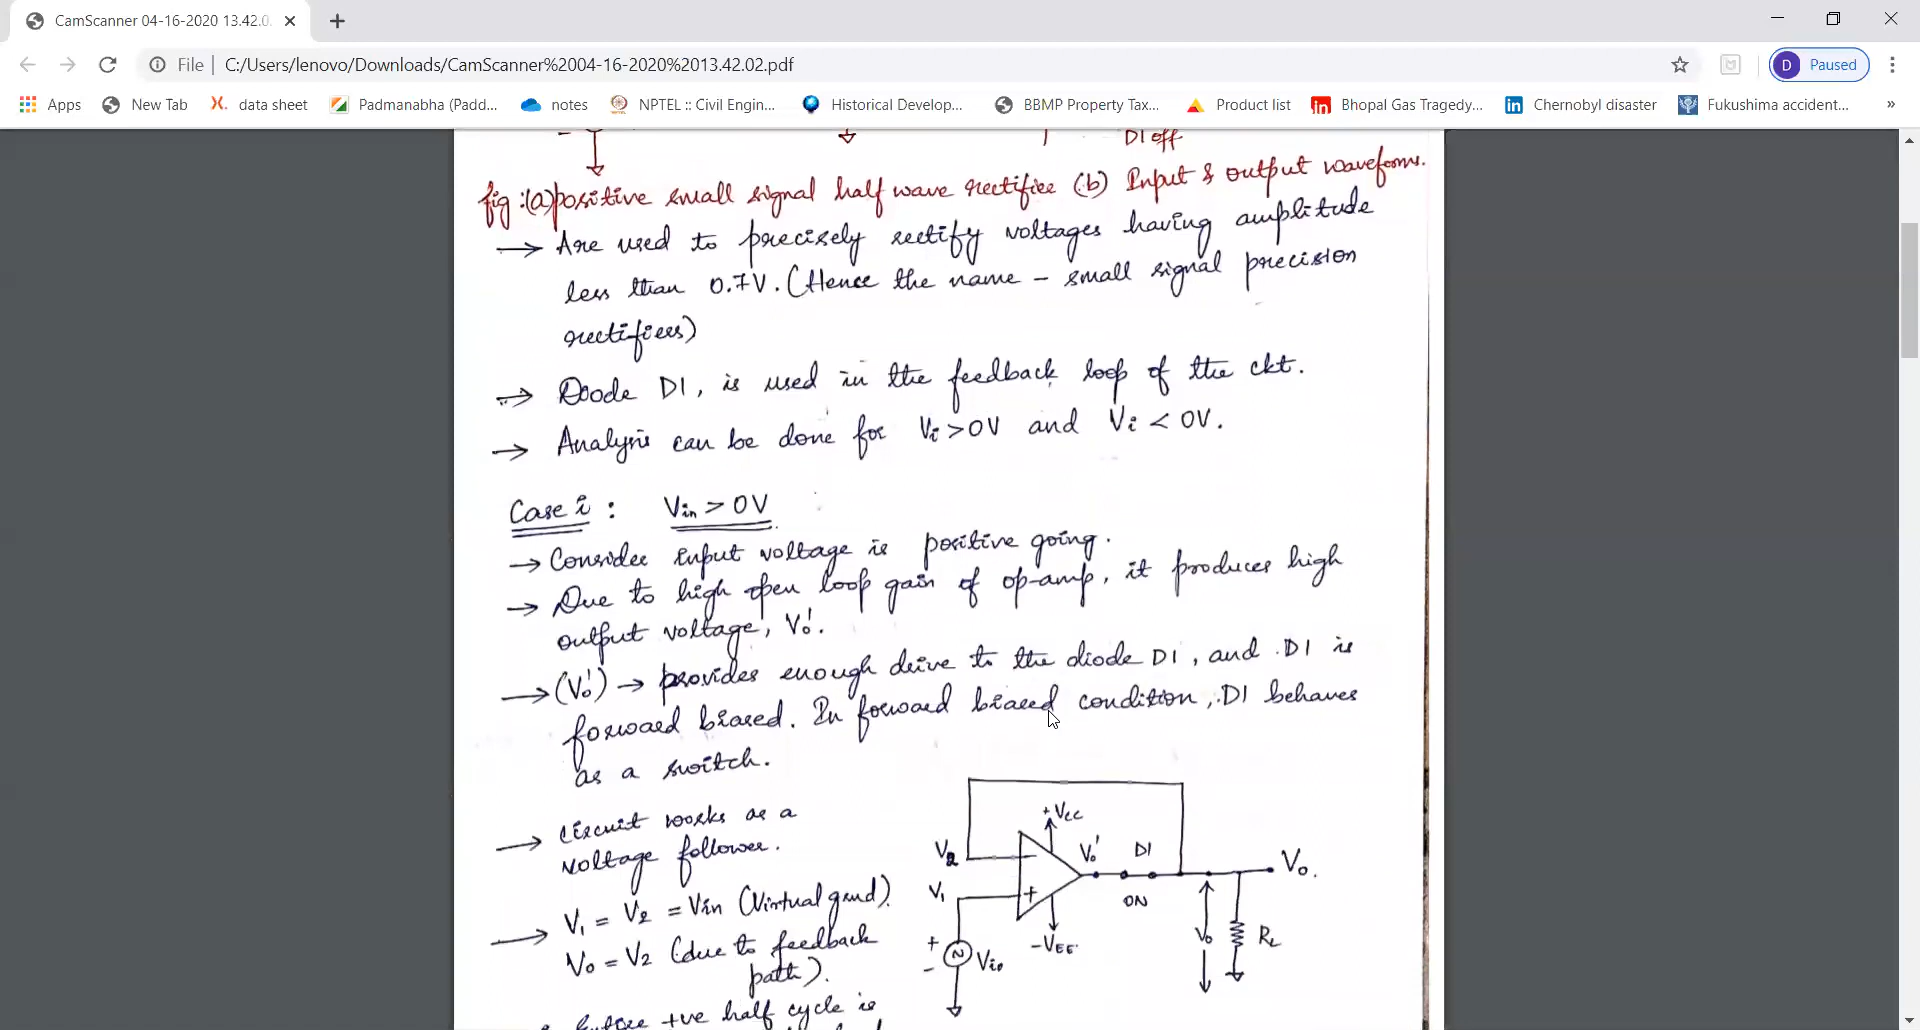 CamScanner 04-16-2020 13.42.0
File | C:/Users/lenovo/Downloads/CamScanner%2004-16-2020%2013.42.02.pdf
D Paused
Apps New Tab data sheet Padmanabha (Padd... notes NPTEL :: Civil Engin... Historical Develop... BBMP Property Tax... Product list Bhopal Gas Tragedy,... Chernobyl disaster Fukushima accident... »
D1 off
fig:(a) positive small signal half wave rectifier (b) Input & output waveforms.
→ Are used to precisely rectify voltages having amplitude
less than 0.7V. (Hence the name - small signal precision
rectifiers)
→ Diode D1, is used in the feedback loop of the ckt.
→ Analysis can be done for Vi>0V and Vi<0V.
Case i : Vin > 0V
→ Consider input voltage is positive going.
→ Due to high open loop gain of op-amp, it produces high
output voltage, Vo'.
→ (Vo') → provides enough drive to the diode D1, and D1 is
forward biased. In forward biased condition, D1 behaves
as a switch.
→ Circuit works as a
voltage follower.
→ V1 = V2 = Vin (Virtual gnd).
Vo = V2 (due to feedback
path).
+ve half cycle is
+Vcc
V2 - Vo' D1 Vo.
V1 + ON
-VEE
+ - Vin Vo RL